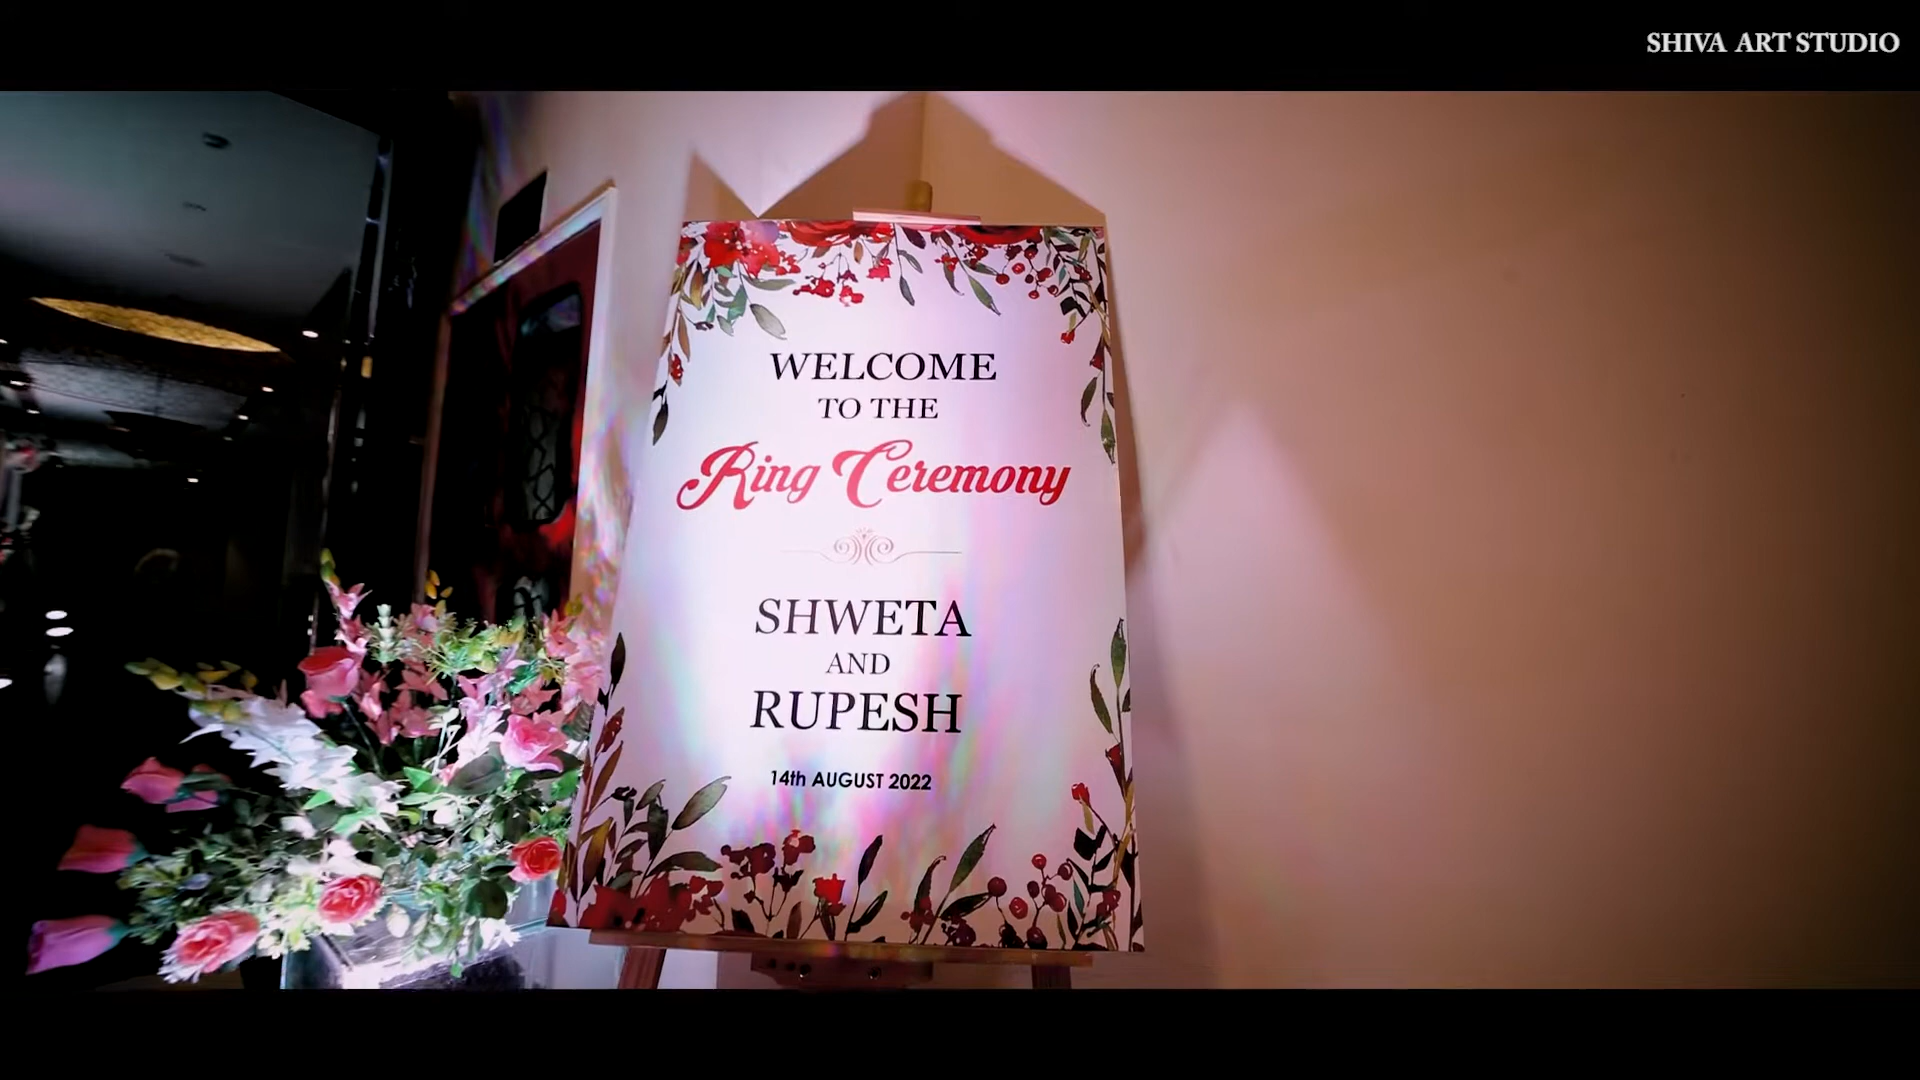 SHIVA ART STUDIO
WELCOME
TO THE
Ring Ceremony
SHWETA
AND
RUPESH
14th AUGUST 2022